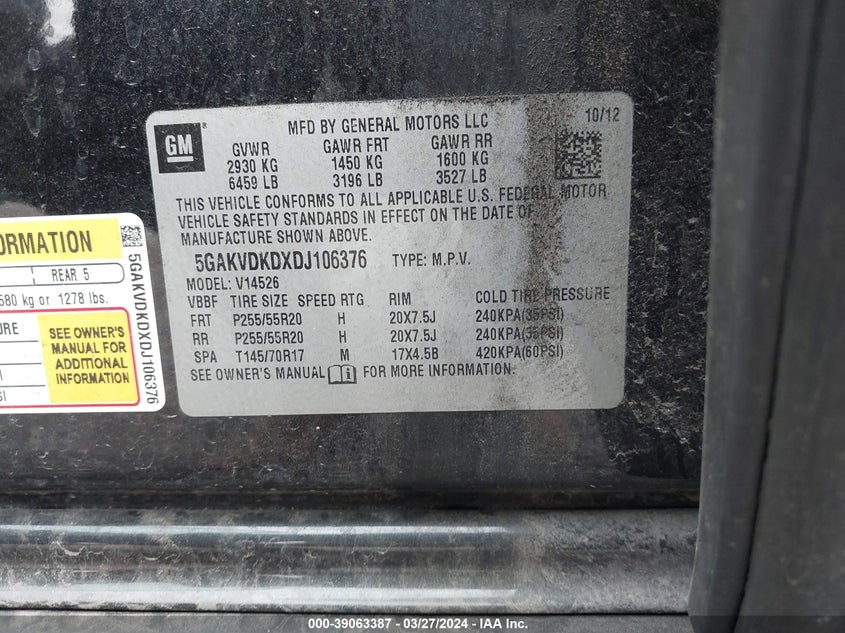 MFD BY GENERAL MOTORS LLC
10/12
GM
GVWR GAWR FRT GAWR RR
2930 KG 1450 KG 1600 KG
6459 LB 3196 LB 3527 LB
THIS VEHICLE CONFORMS TO ALL APPLICABLE U.S. FEDERAL MOTOR
VEHICLE SAFETY STANDARDS IN EFFECT ON THE DATE OF
MANUFACTURE SHOWN ABOVE.
5GAKVDKDXDJ106376 TYPE: M.P.V.
MODEL: V14526
VBBF TIRE SIZE SPEED RTG RIM COLD TIRE PRESSURE
FRT P255/55R20 H 20X7.5J 240KPA(35PSI)
RR P255/55R20 H 20X7.5J 240KPA(35PSI)
SPA T145/70R17 M 17X4.5B 420KPA(60PSI)
SEE OWNER'S MANUAL FOR MORE INFORMATION.
ORMATION
REAR 5
580 kg or 1278 lbs.
URE
SEE OWNER'S
MANUAL FOR
ADDITIONAL
INFORMATION
SI
5GAKVDKDXDJ106376
000-39063387 - 03/27/2024 - IAAI Inc.